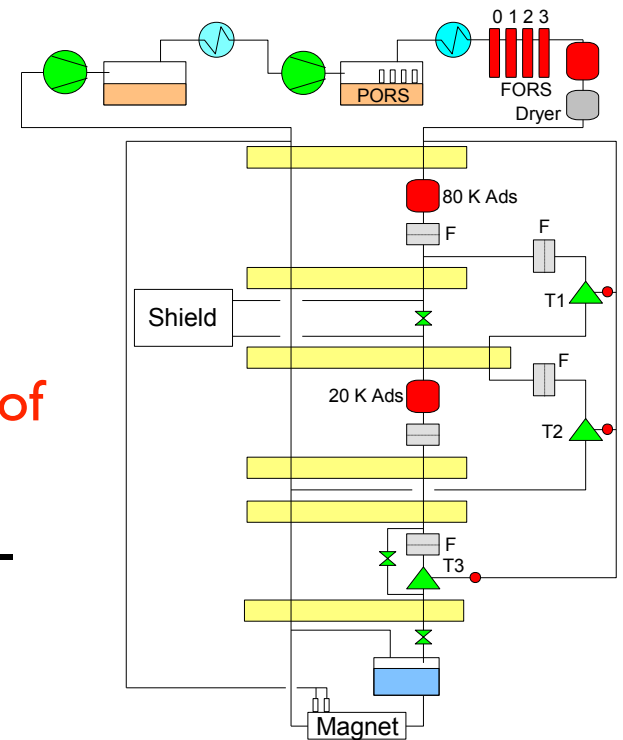 0 1 2 3
PORS
FORS
Dryer
80 K Ads
F
F
T1
Shield
F
of
20 K Ads
T2
F
T3
Magnet